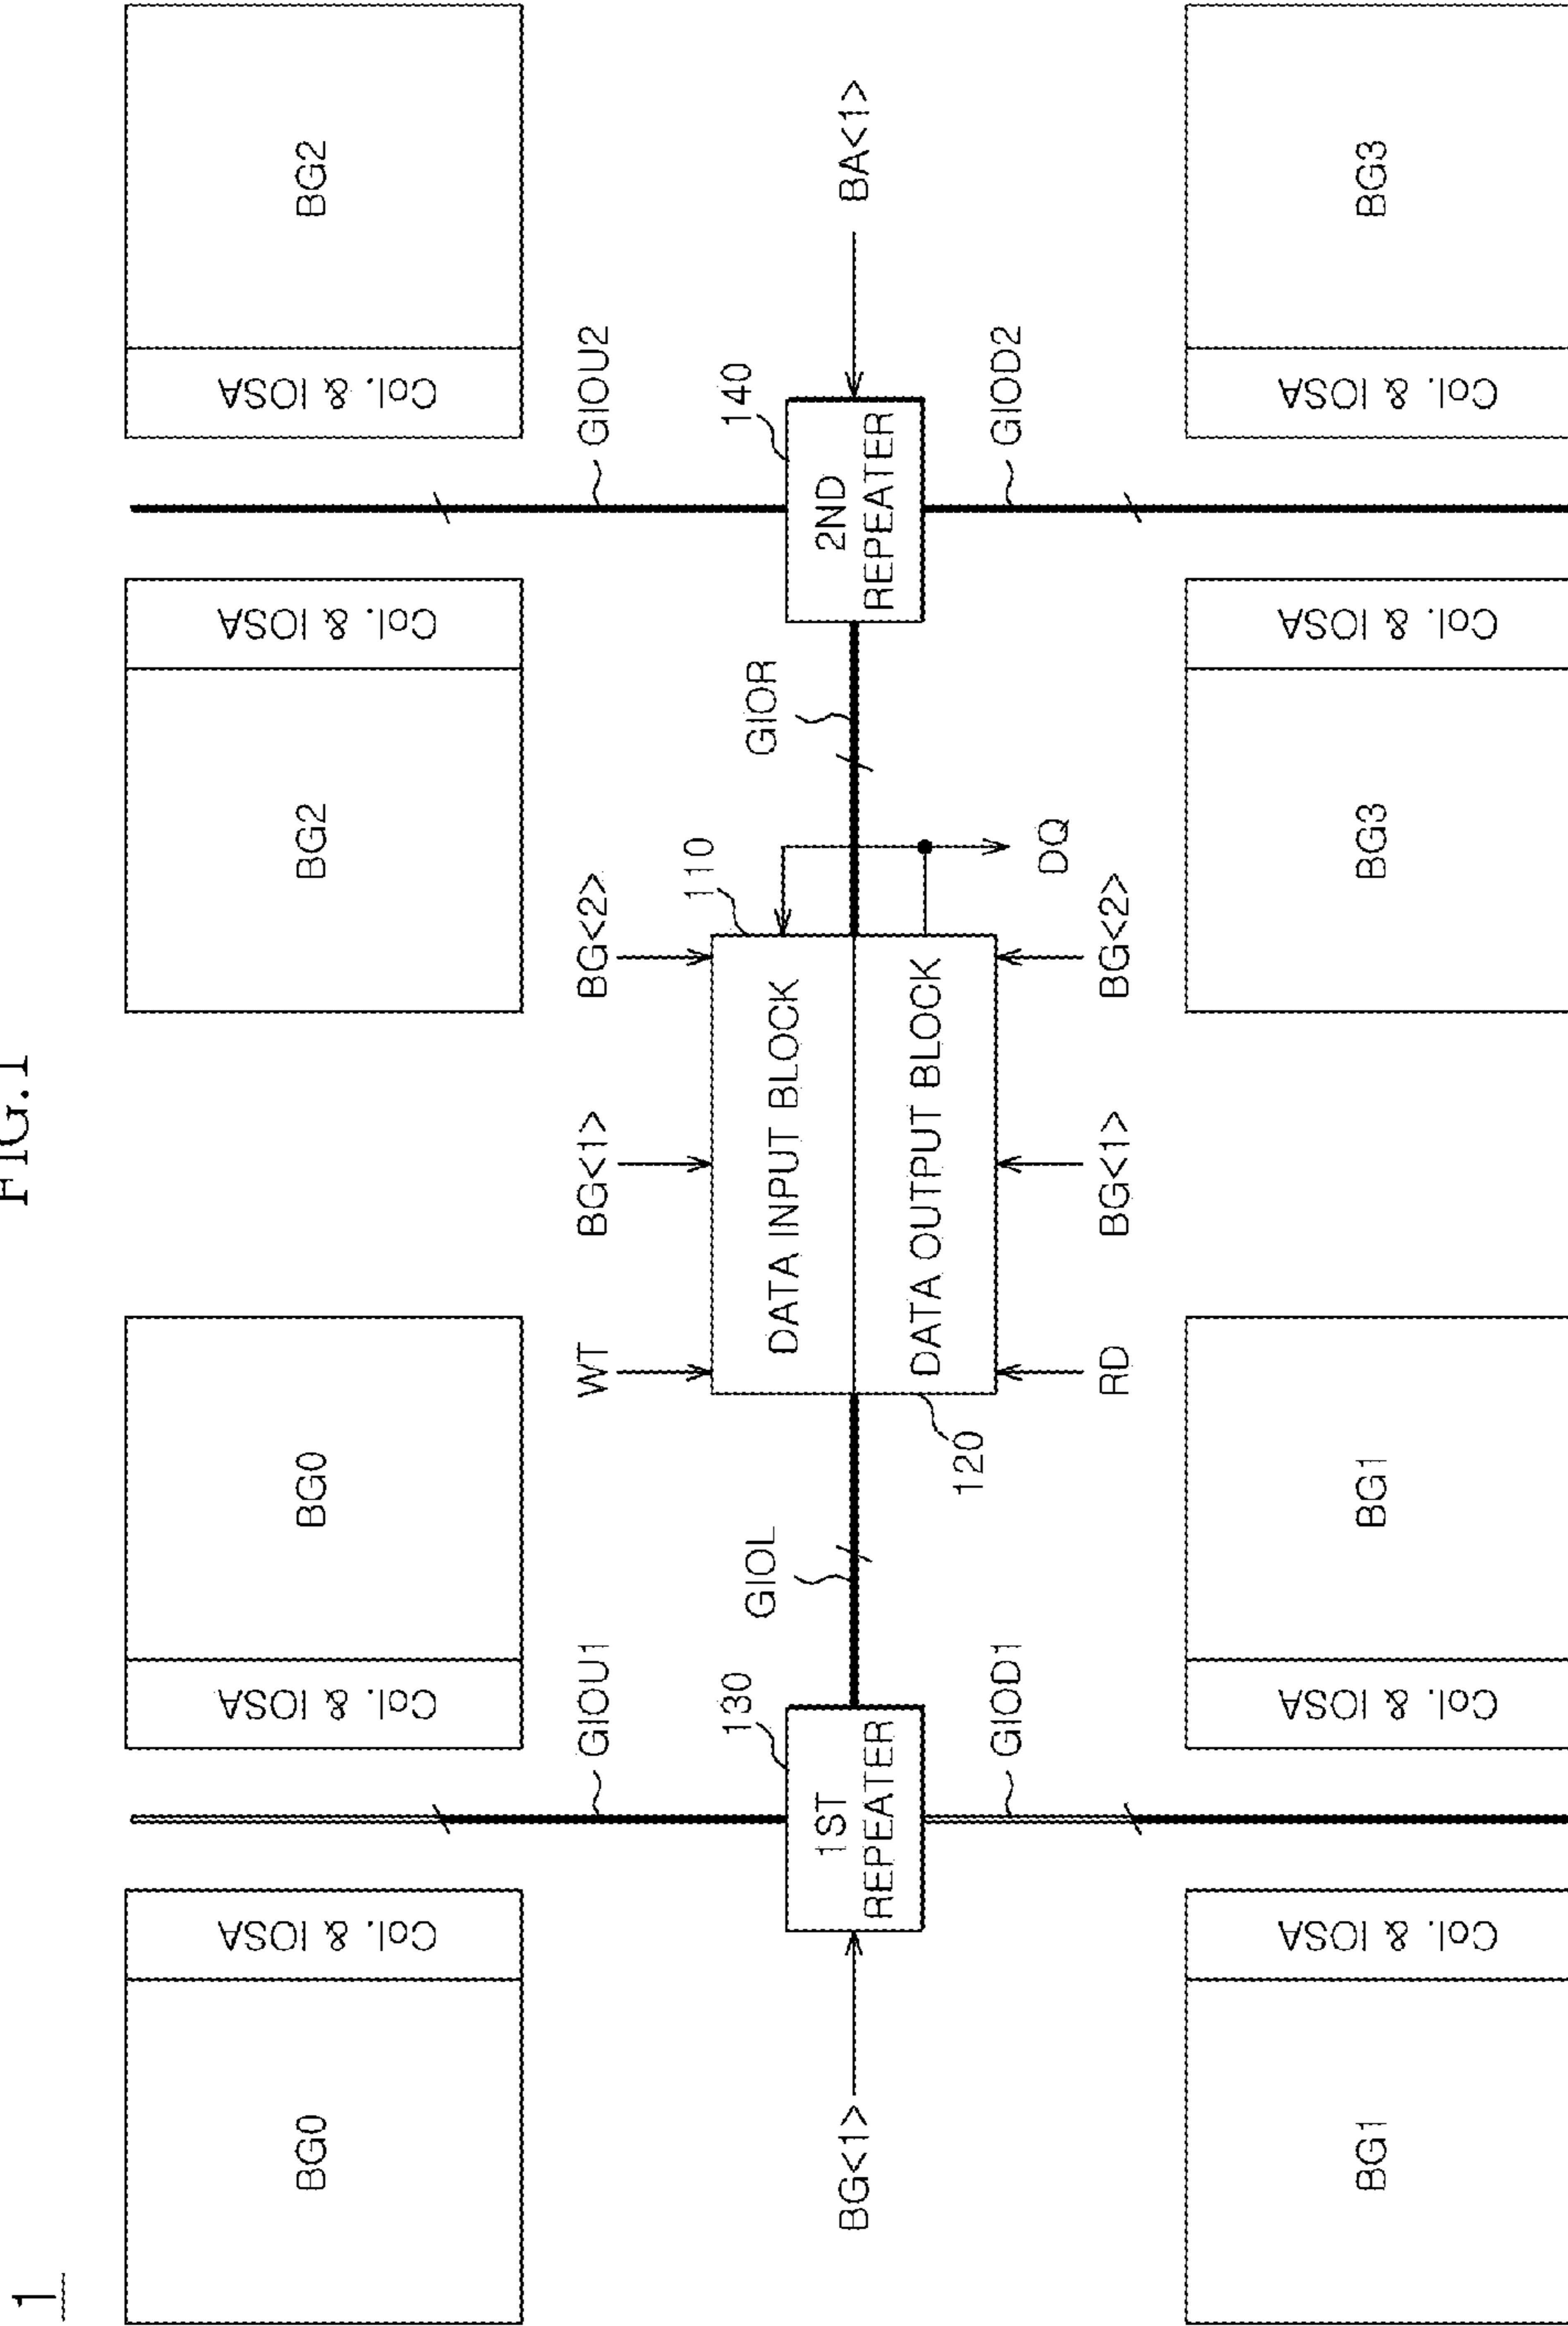 FIG.1
1
BG0
Col. & IOSA
Col. & IOSA
BG0
BG2
Col. & IOSA
Col. & IOSA
BG2
GIOU1
WT
BG<1>
BG<2>
GIOU2
130
GIOL
110
GIOR
140
BG<1>
1ST
REPEATER
DATA INPUT BLOCK
DATA OUTPUT BLOCK
2ND
REPEATER
BA<1>
120
DQ
GIOD1
RD
BG<1>
BG<2>
GIOD2
BG1
Col. & IOSA
Col. & IOSA
BG1
BG3
Col. & IOSA
Col. & IOSA
BG3